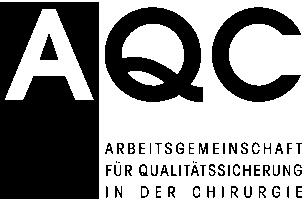 AQC
ARBEITSGEMEINSCHAFT
FÜR QUALITÄTSSICHERUNG
IN DER CHIRURGIE